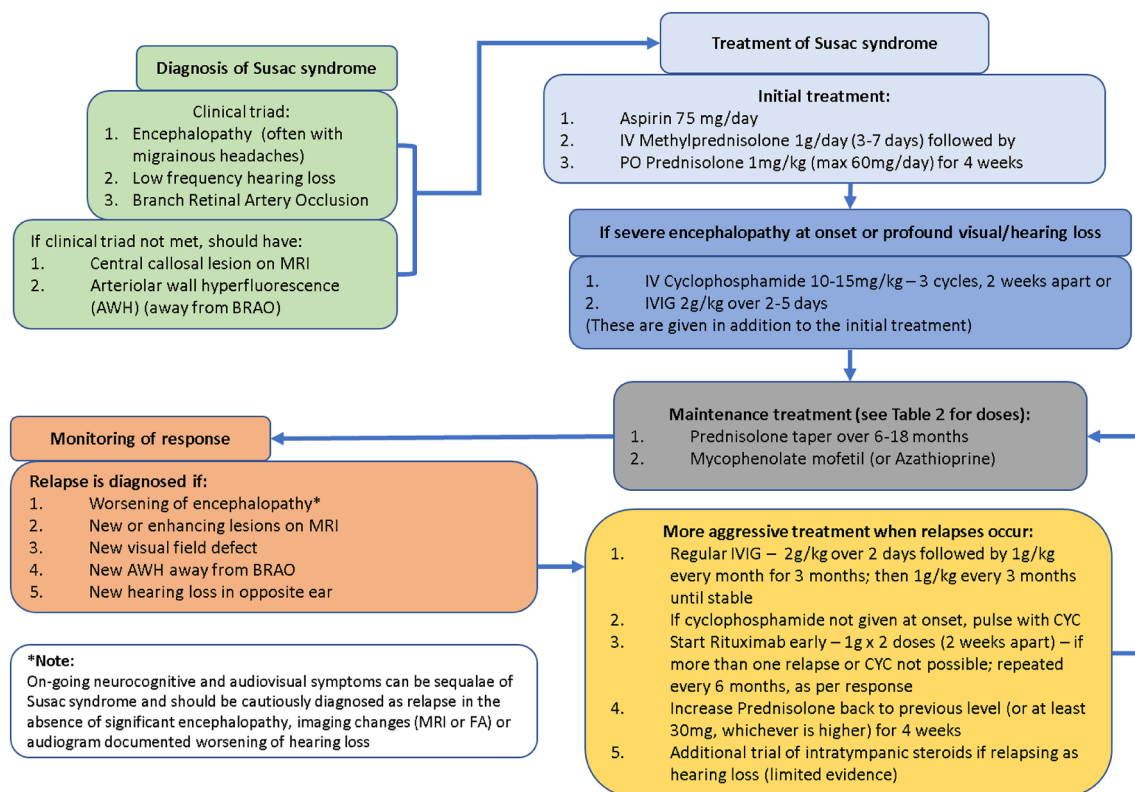 Diagnosis of Susac syndrome
Clinical triad:
1. Encephalopathy (often with
migrainous headaches)
2. Low frequency hearing loss
3. Branch Retinal Artery Occlusion
If clinical triad not met, should have:
1. Central callosal lesion on MRI
2. Arteriolar wall hyperfluorescence
(AWH) (away from BRAO)
Treatment of Susac syndrome
Initial treatment:
1. Aspirin 75 mg/day
2. IV Methylprednisolone 1g/day (3-7 days) followed by
3. PO Prednisolone 1mg/kg (max 60mg/day) for 4 weeks
If severe encephalopathy at onset or profound visual/hearing loss
1. IV Cyclophosphamide 10-15mg/kg – 3 cycles, 2 weeks apart or
2. IVIG 2g/kg over 2-5 days
(These are given in addition to the initial treatment)
Maintenance treatment (see Table 2 for doses):
1. Prednisolone taper over 6-18 months
2. Mycophenolate mofetil (or Azathioprine)
Monitoring of response
Relapse is diagnosed if:
1. Worsening of encephalopathy*
2. New or enhancing lesions on MRI
3. New visual field defect
4. New AWH away from BRAO
5. New hearing loss in opposite ear
More aggressive treatment when relapses occur:
1. Regular IVIG – 2g/kg over 2 days followed by 1g/kg
every month for 3 months; then 1g/kg every 3 months
until stable
2. If cyclophosphamide not given at onset, pulse with CYC
3. Start Rituximab early – 1g x 2 doses (2 weeks apart) – if
more than one relapse or CYC not possible; repeated
every 6 months, as per response
4. Increase Prednisolone back to previous level (or at least
30mg, whichever is higher) for 4 weeks
5. Additional trial of intratympanic steroids if relapsing as
hearing loss (limited evidence)
*Note:
On-going neurocognitive and audiovisual symptoms can be sequalae of
Susac syndrome and should be cautiously diagnosed as relapse in the
absence of significant encephalopathy, imaging changes (MRI or FA) or
audiogram documented worsening of hearing loss